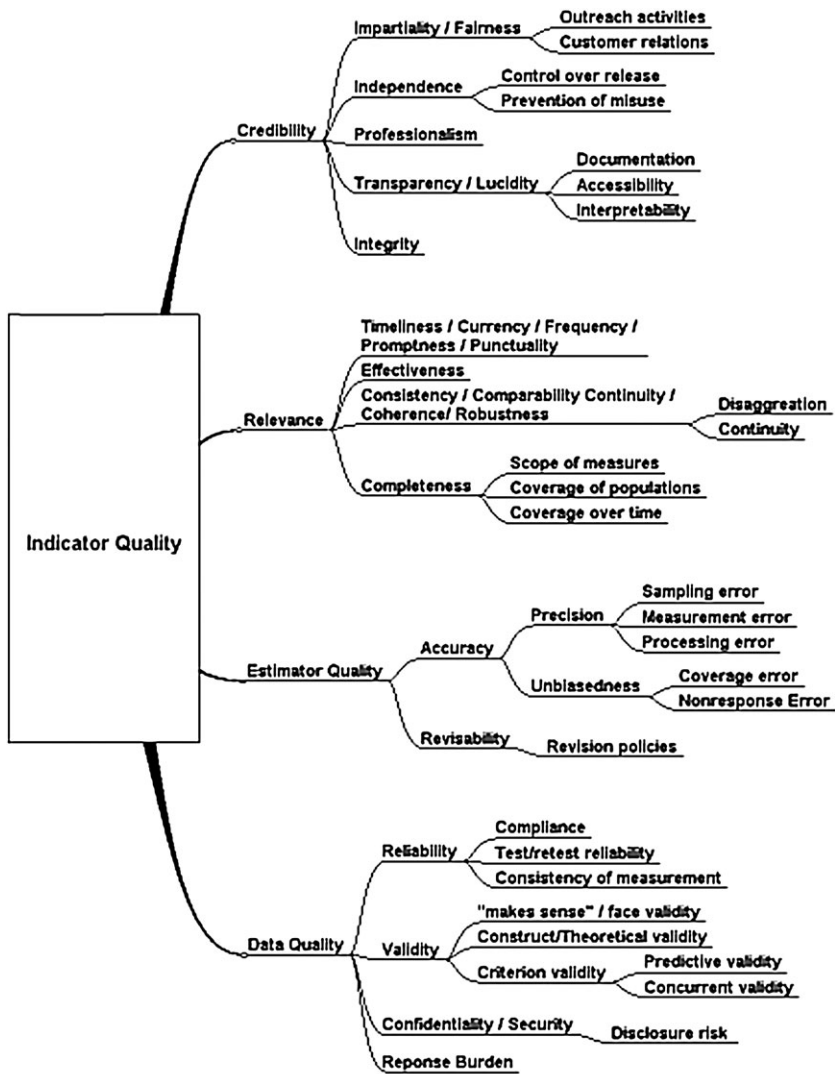 Indicator Quality
Credibility
Impartiality / Fairness
Outreach activities
Customer relations
Independence
Control over release
Prevention of misuse
Professionalism
Transparency / Lucidity
Documentation
Accessibility
Interpretability
Integrity
Relevance
Timeliness / Currency / Frequency /
Promptness / Punctuality
Effectiveness
Consistency / Comparability Continuity /
Coherence/ Robustness
Disaggreation
Continuity
Completeness
Scope of measures
Coverage of populations
Coverage over time
Estimator Quality
Accuracy
Precision
Sampling error
Measurement error
Processing error
Unbiasedness
Coverage error
Nonresponse Error
Revisability
Revision policies
Data Quality
Reliability
Compliance
Test/retest reliability
Consistency of measurement
Validity
"makes sense" / face validity
Construct/Theoretical validity
Criterion validity
Predictive validity
Concurrent validity
Confidentiality / Security
Disclosure risk
Reponse Burden